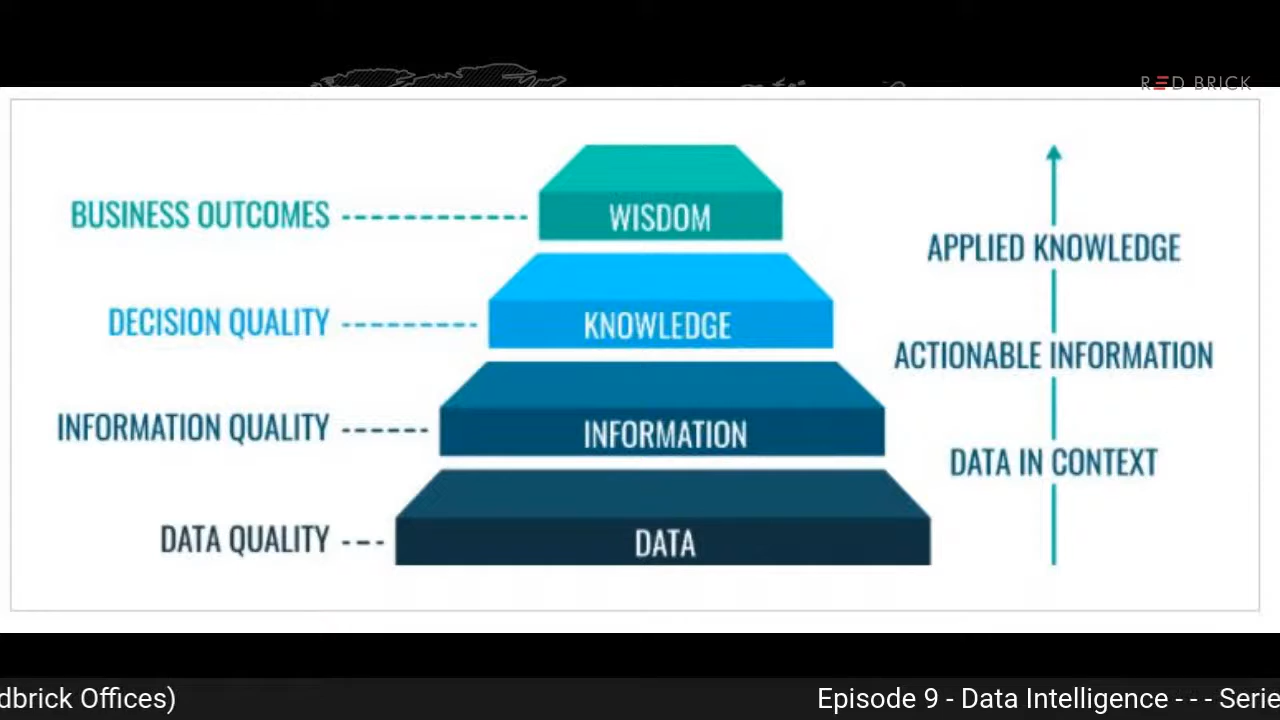 RED BRICK
BUSINESS OUTCOMES
WISDOM
APPLIED KNOWLEDGE
DECISION QUALITY
KNOWLEDGE
ACTIONABLE INFORMATION
INFORMATION QUALITY
INFORMATION
DATA IN CONTEXT
DATA QUALITY
DATA
dbrick Offices)
Episode 9 - Data Intelligence - - - Serie